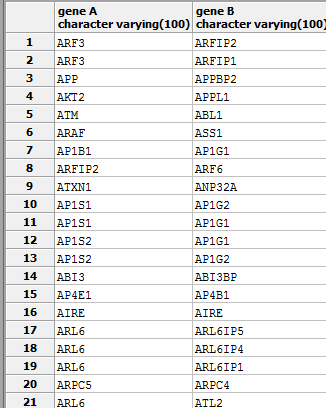 gene A gene B
character varying(100) character varying(100)
1 ARF3 ARFIP2
2 ARF3 ARFIP1
3 APP APPBP2
4 AKT2 APPL1
5 ATM ABL1
6 ARAF ASS1
7 AP1B1 AP1G1
8 ARFIP2 ARF6
9 ATXN1 ANP32A
10 AP1S1 AP1G2
11 AP1S1 AP1G1
12 AP1S2 AP1G1
13 AP1S2 AP1G2
14 ABI3 ABI3BP
15 AP4E1 AP4B1
16 AIRE AIRE
17 ARL6 ARL6IP5
18 ARL6 ARL6IP4
19 ARL6 ARL6IP1
20 ARPC5 ARPC4
21 ARL6 ATL2